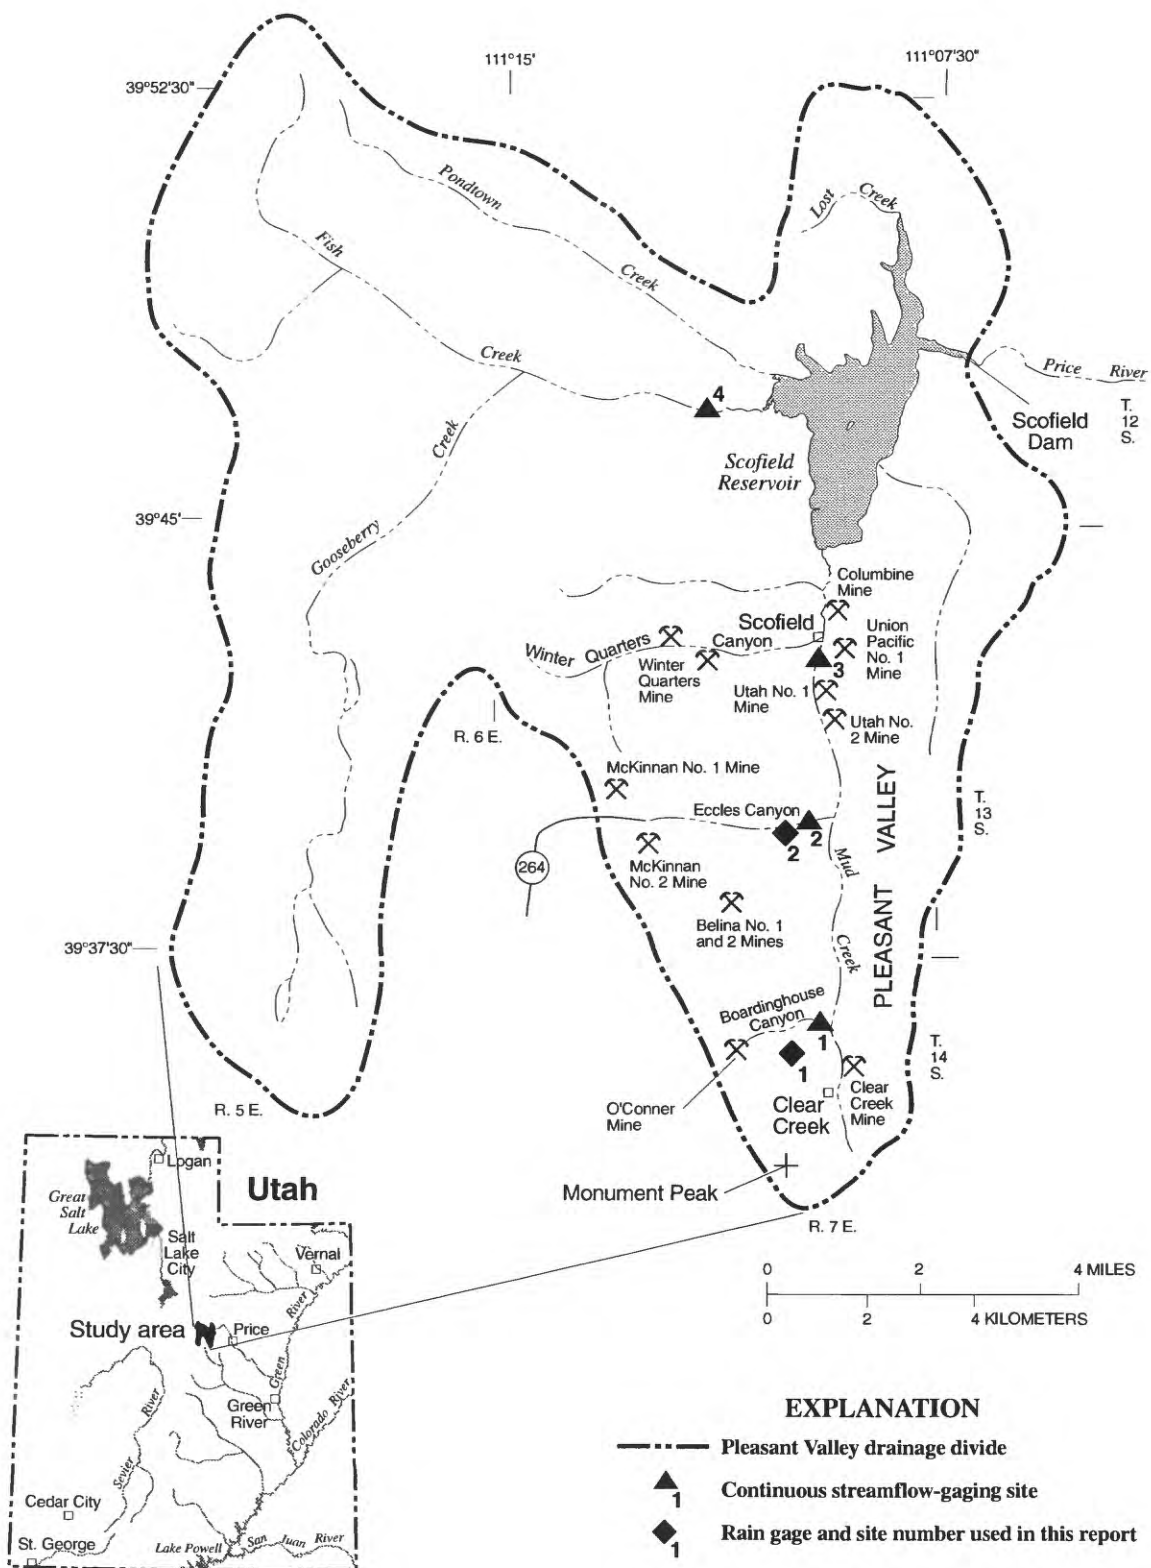 111°15'
111°07'30"
39°52'30"
Pondtown
Creek
Lost Creek
Fish
Creek
Price River
4
T.
12
S.
Scofield
Dam
Creek
Scofield
Reservoir
39°45'
Gooseberry
Columbine
Mine
Scofield
Union
Pacific
No. 1
Mine
Winter Quarters Canyon
3
Winter
Quarters
Mine
Utah No. 1
Mine
Utah No.
2 Mine
R. 6 E.
McKinnan No. 1 Mine
PLEASANT VALLEY
T.
13
S.
Eccles Canyon
2
2
264
McKinnan
No. 2 Mine
Mud
Belina No. 1
and 2 Mines
Creek
39°37'30"
Boardinghouse
Canyon
1
1
T.
14
S.
R. 5 E.
O'Conner
Mine
Clear
Creek
Clear
Creek
Mine
Monument Peak
R. 7 E.
Utah
Logan
Great
Salt
Lake
Salt
Lake
City
Vernal
River
Study area
Price
Green
Green
River
River
Colorado River
Sevier
Cedar City
St. George
Lake Powell
San Juan River
0 2 4 MILES
0 2 4 KILOMETERS
EXPLANATION
Pleasant Valley drainage divide
1 Continuous streamflow-gaging site
1 Rain gage and site number used in this report